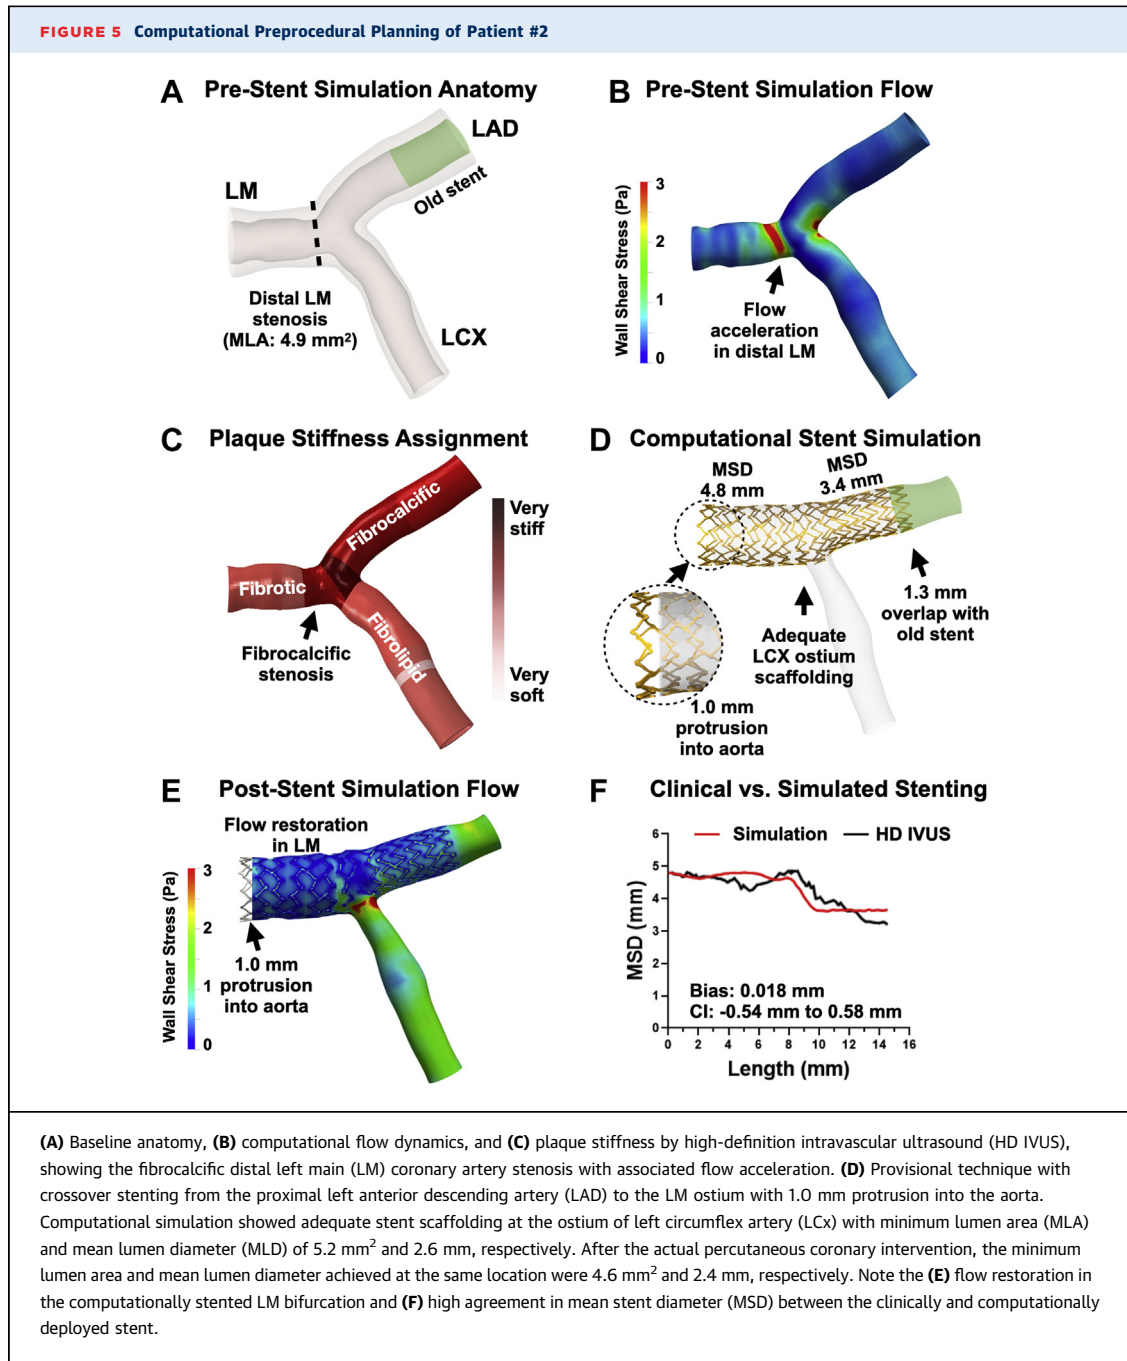 FIGURE 5 Computational Preprocedural Planning of Patient #2
A Pre-Stent Simulation Anatomy
LAD
Old stent
LM
Distal LM
stenosis
(MLA: 4.9 mm²)
LCX
B Pre-Stent Simulation Flow
Wall Shear Stress (Pa)
3
2
1
0
Flow
acceleration
in distal LM
C Plaque Stiffness Assignment
Fibrocalcific
Fibrotic
Fibrolipid
Fibrocalcific
stenosis
Very
stiff
Very
soft
D Computational Stent Simulation
MSD
4.8 mm
MSD
3.4 mm
1.3 mm
overlap with
old stent
Adequate
LCX ostium
scaffolding
1.0 mm
protrusion
into aorta
E Post-Stent Simulation Flow
Flow restoration
in LM
Wall Shear Stress (Pa)
3
2
1
0
1.0 mm
protrusion
into aorta
F Clinical vs. Simulated Stenting
Simulation HD IVUS
MSD (mm)
6
5
4
3
2
1
0
Bias: 0.018 mm
CI: -0.54 mm to 0.58 mm
0 2 4 6 8 10 12 14 16
Length (mm)
(A) Baseline anatomy, (B) computational flow dynamics, and (C) plaque stiffness by high-definition intravascular ultrasound (HD IVUS),
showing the fibrocalcific distal left main (LM) coronary artery stenosis with associated flow acceleration. (D) Provisional technique with
crossover stenting from the proximal left anterior descending artery (LAD) to the LM ostium with 1.0 mm protrusion into the aorta.
Computational simulation showed adequate stent scaffolding at the ostium of left circumflex artery (LCx) with minimum lumen area (MLA)
and mean lumen diameter (MLD) of 5.2 mm² and 2.6 mm, respectively. After the actual percutaneous coronary intervention, the minimum
lumen area and mean lumen diameter achieved at the same location were 4.6 mm² and 2.4 mm, respectively. Note the (E) flow restoration in
the computationally stented LM bifurcation and (F) high agreement in mean stent diameter (MSD) between the clinically and computationally
deployed stent.